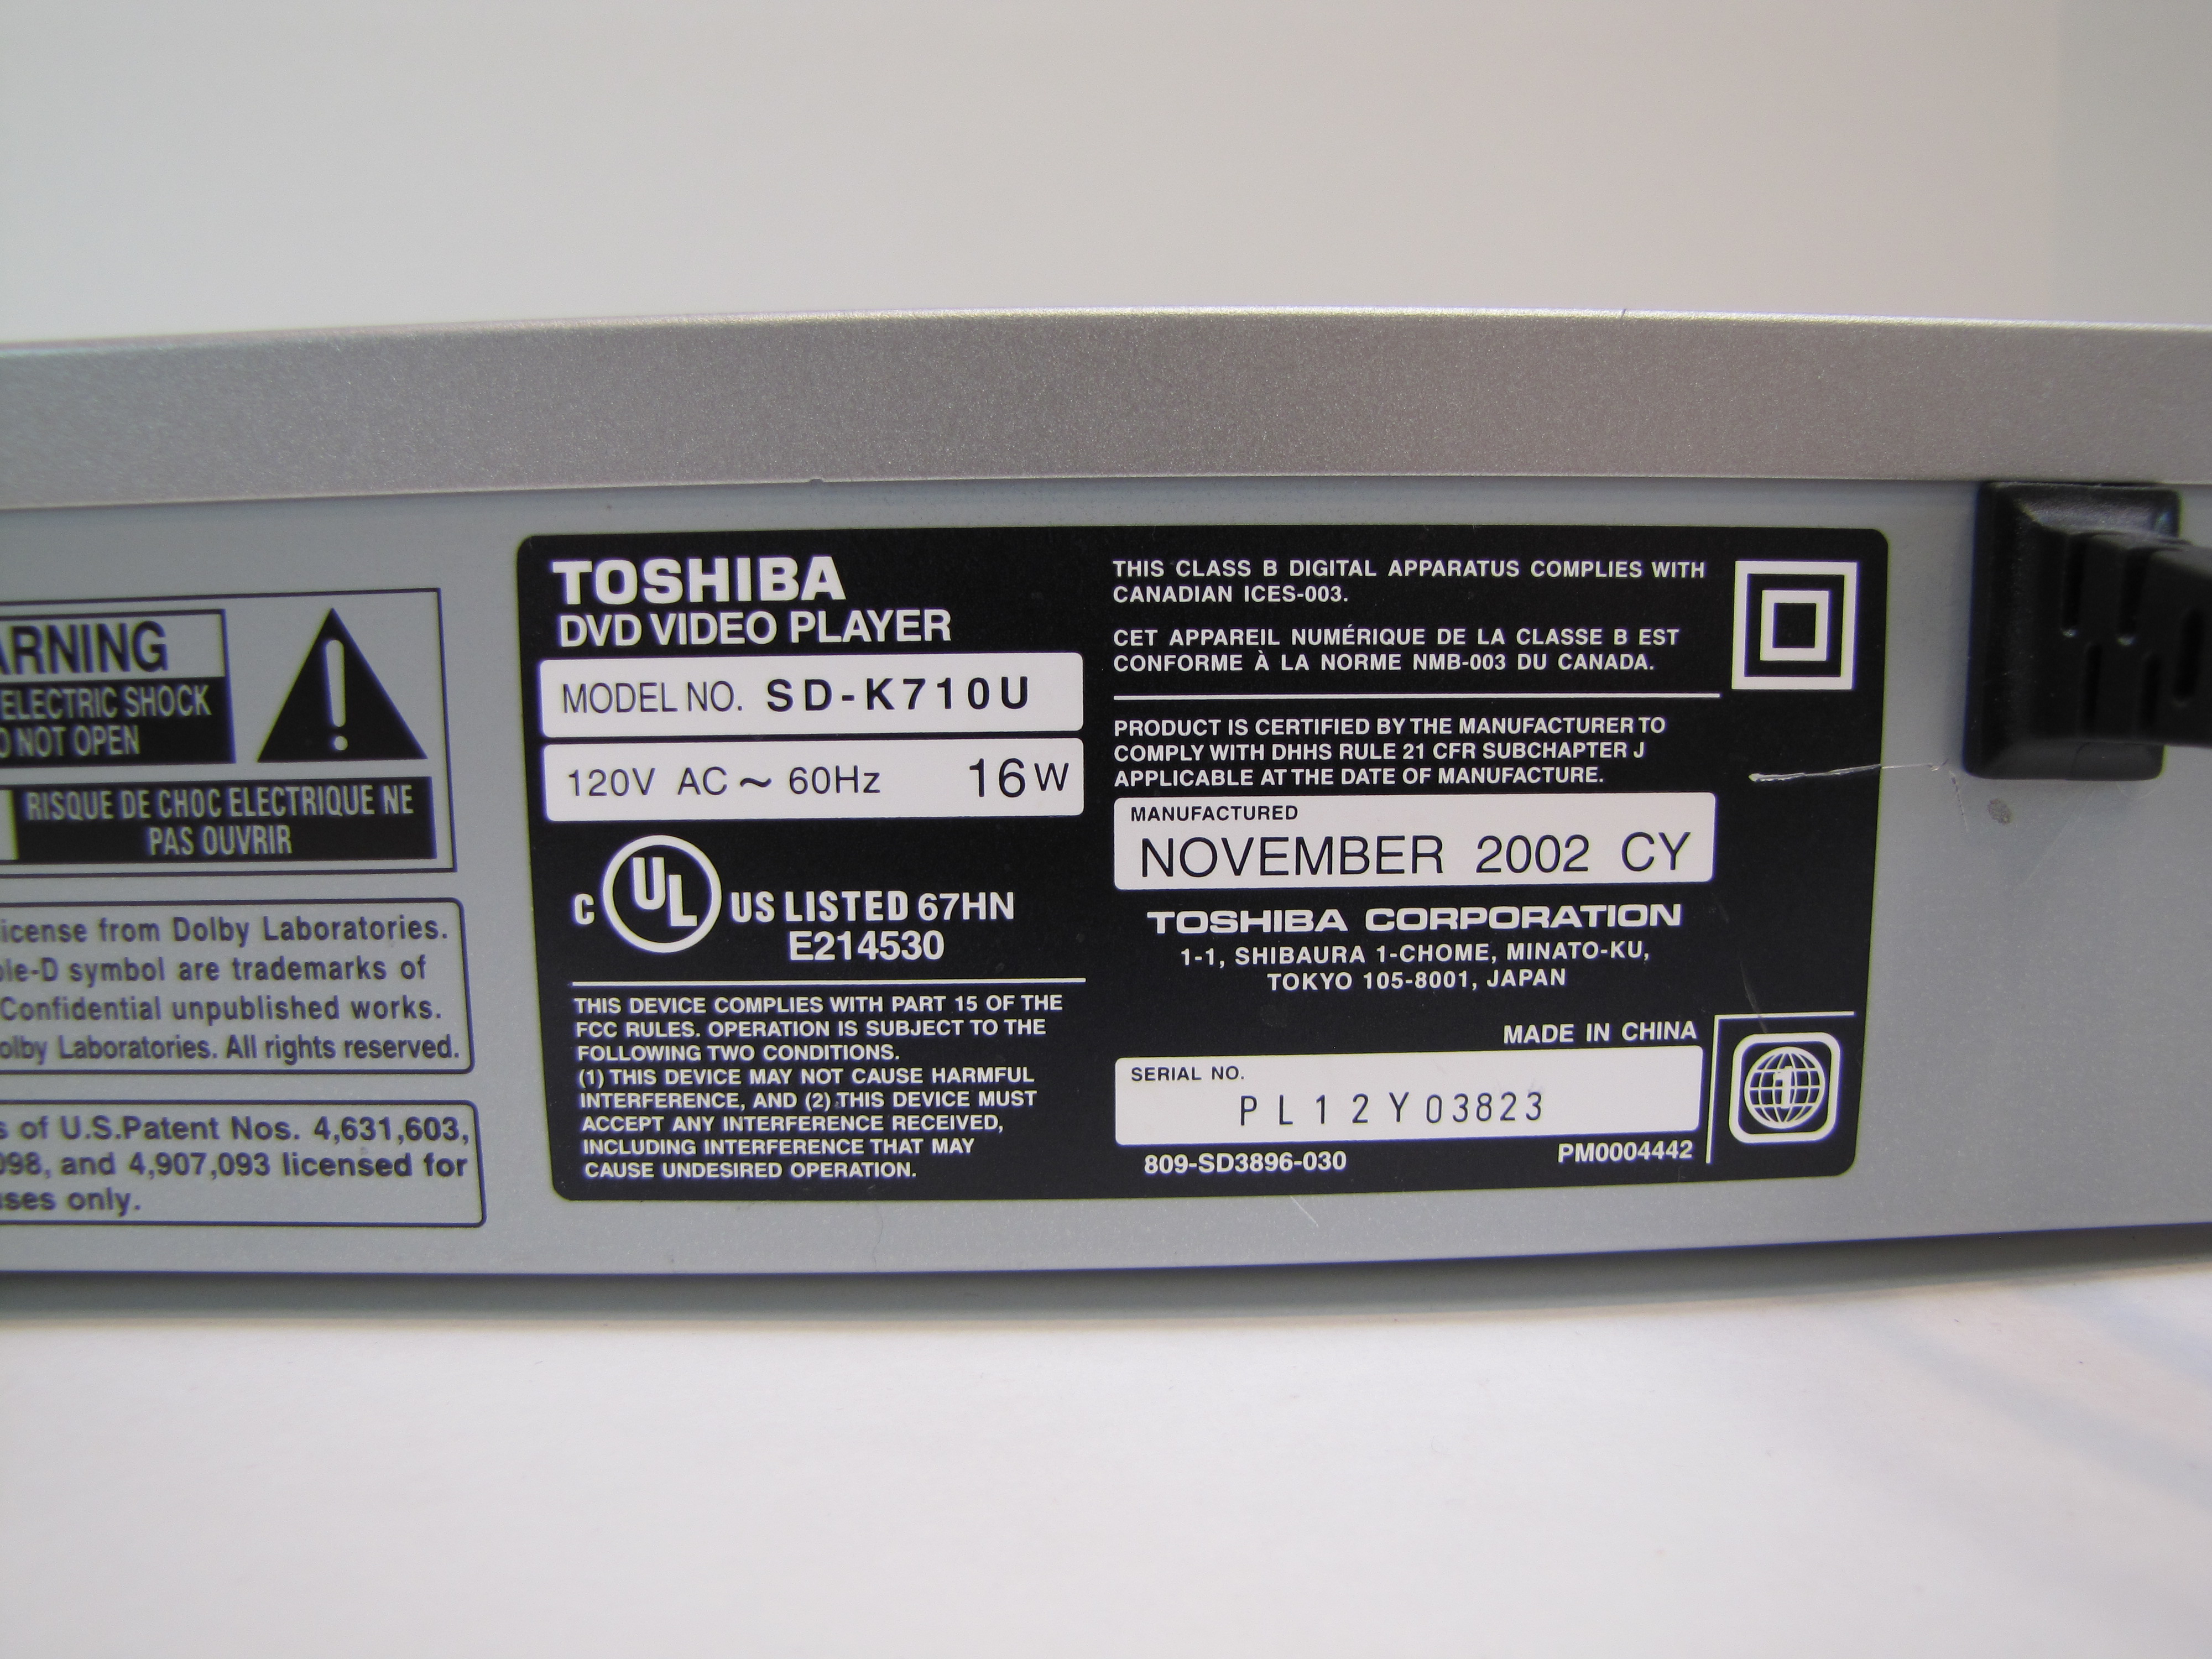 ARNING
ELECTRIC SHOCK
NOT OPEN
RISQUE DE CHOC ELECTRIQUE NE
PAS OUVRIR
license from Dolby Laboratories.
symbol are trademarks of
Confidential unpublished works.
Dolby Laboratories. All rights reserved.
of U.S.Patent Nos. 4,631,603,
098, and 4,907,093 licensed for
uses only.
TOSHIBA
DVD VIDEO PLAYER
MODEL NO. SD-K710U
120V AC ~ 60Hz 16W
C UL US LISTED 67HN
E214530
THIS DEVICE COMPLIES WITH PART 15 OF THE
FCC RULES. OPERATION IS SUBJECT TO THE
FOLLOWING TWO CONDITIONS.
(1) THIS DEVICE MAY NOT CAUSE HARMFUL
INTERFERENCE, AND (2) THIS DEVICE MUST
ACCEPT ANY INTERFERENCE RECEIVED,
INCLUDING INTERFERENCE THAT MAY
CAUSE UNDESIRED OPERATION.
THIS CLASS B DIGITAL APPARATUS COMPLIES WITH
CANADIAN ICES-003.
CET APPAREIL NUMÉRIQUE DE LA CLASSE B EST
CONFORME À LA NORME NMB-003 DU CANADA.
PRODUCT IS CERTIFIED BY THE MANUFACTURER TO
COMPLY WITH DHHS RULE 21 CFR SUBCHAPTER J
APPLICABLE AT THE DATE OF MANUFACTURE.
MANUFACTURED
NOVEMBER 2002 CY
TOSHIBA CORPORATION
1-1, SHIBAURA 1-CHOME, MINATO-KU,
TOKYO 105-8001, JAPAN
MADE IN CHINA
SERIAL NO.
PL12Y03823
809-SD3896-030 PM0004442
1